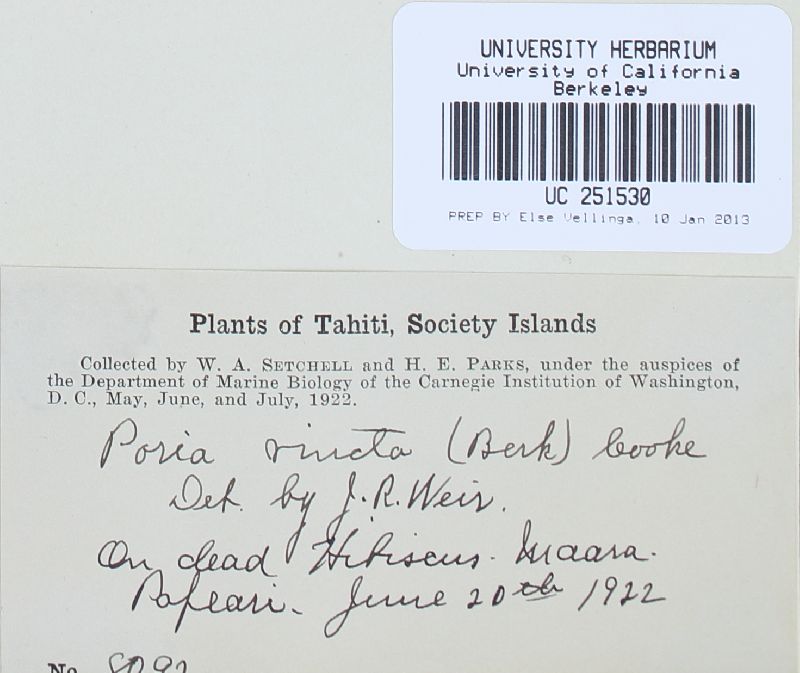 UNIVERSITY HERBARIUM
University of California
Berkeley
UC 251530
PREP BY Else Vellinga, 10 Jan 2013
Plants of Tahiti, Society Islands
Collected by W. A. SETCHELL and H. E. PARKS, under the auspices of
the Department of Marine Biology of the Carnegie Institution of Washington,
D. C., May, June, and July, 1922.
Poria vincta (Berk) Cooke
Det. by J. R. Weir.
On dead Hibiscus. Maara.
Papeari. June 20th 1922
No.